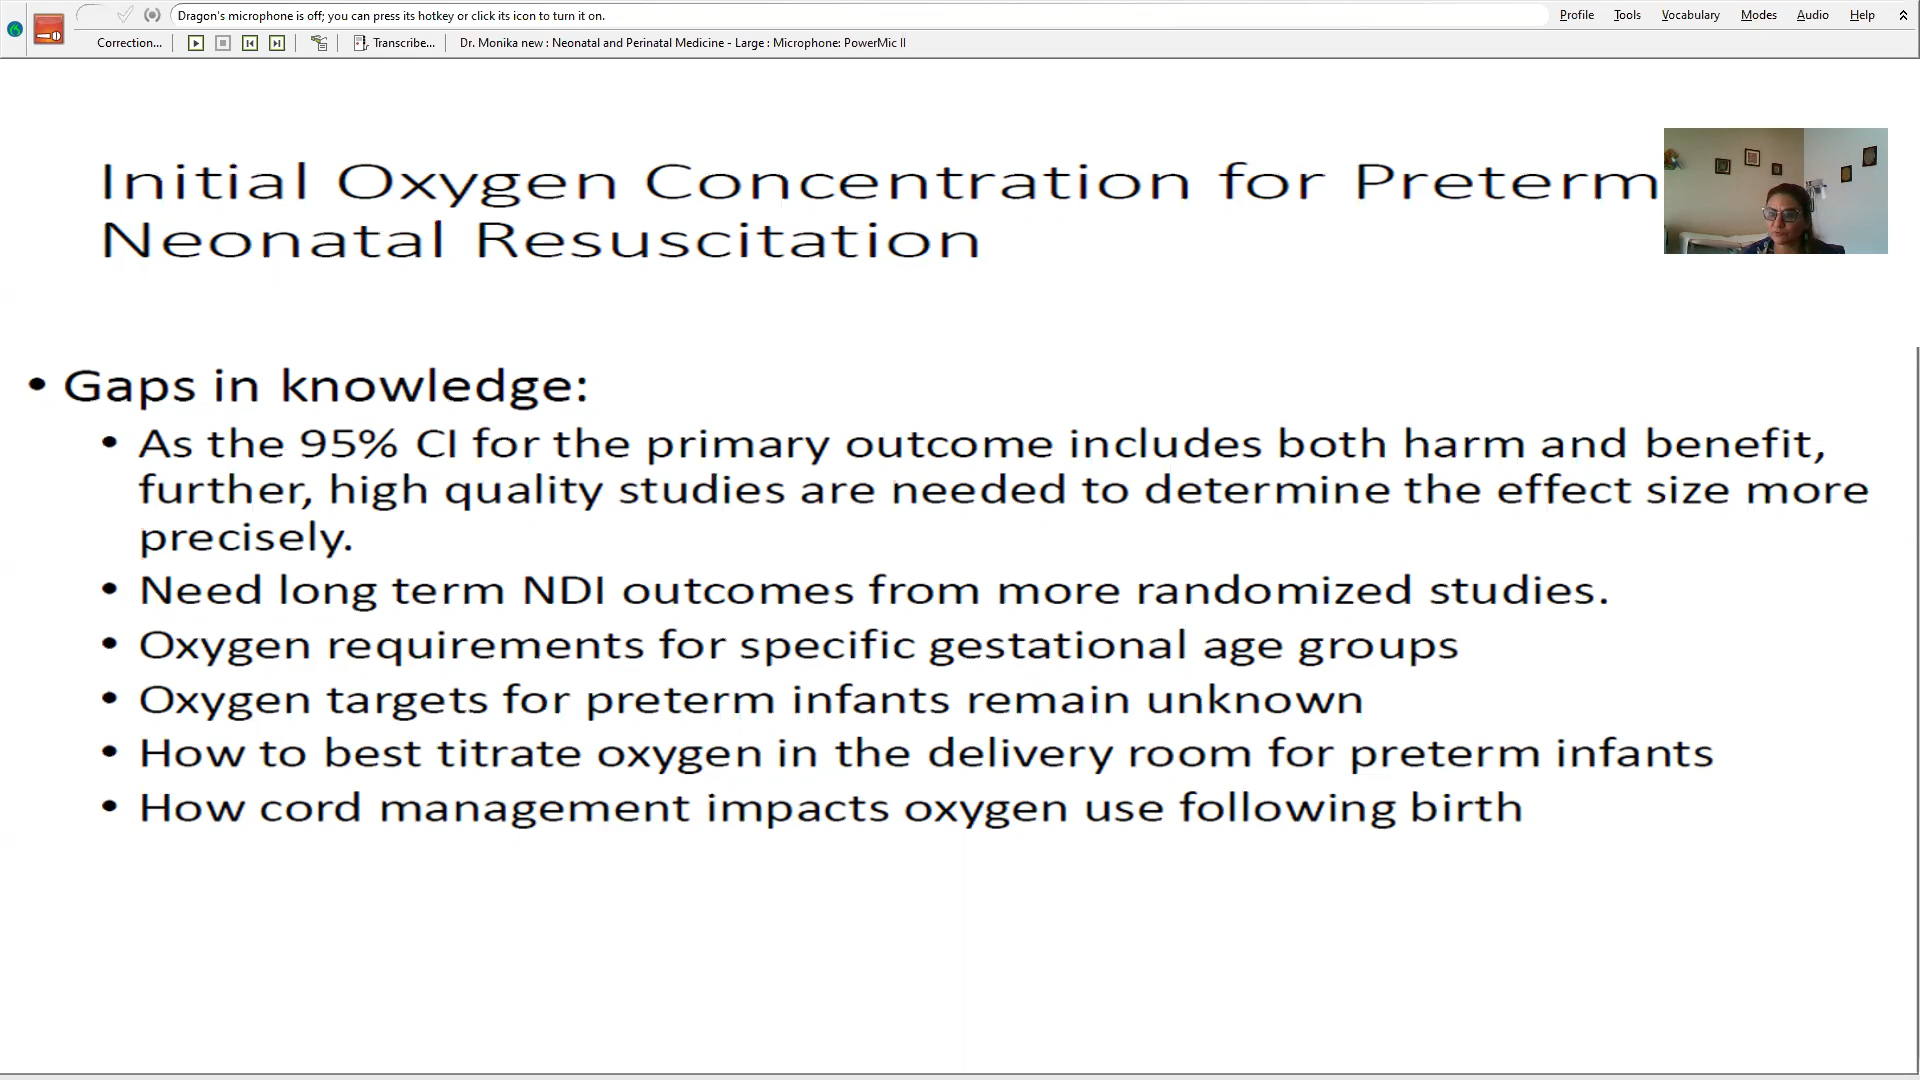 Dragon's microphone is off; you can press its hotkey or click its icon to turn it on.
Profile Tools Vocabulary Modes Audio Help
Correction... Transcribe... Dr. Monika new : Neonatal and Perinatal Medicine - Large : Microphone: PowerMic II
Initial Oxygen Concentration for Preterm
Neonatal Resuscitation
• Gaps in knowledge:
• As the 95% CI for the primary outcome includes both harm and benefit,
further, high quality studies are needed to determine the effect size more
precisely.
• Need long term NDI outcomes from more randomized studies.
• Oxygen requirements for specific gestational age groups
• Oxygen targets for preterm infants remain unknown
• How to best titrate oxygen in the delivery room for preterm infants
• How cord management impacts oxygen use following birth